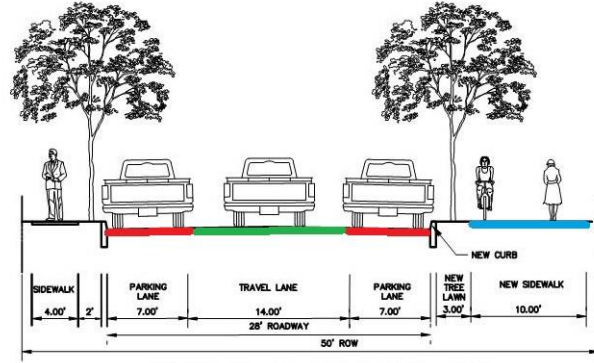 NEW CURB
SIDEWALK
4.00'
2'
PARKING
LANE
7.00'
TRAVEL LANE
14.00'
PARKING
LANE
7.00'
NEW
TREE
LAWN
3.00'
NEW SIDEWALK
10.00'
28' ROADWAY
50' ROW